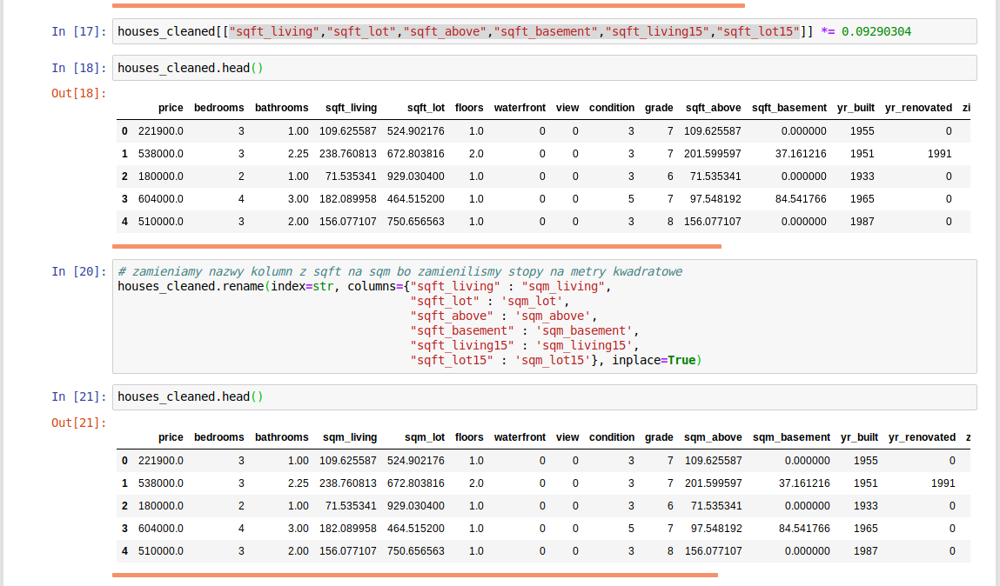 In [17]: houses_cleaned[["sqft_living","sqft_lot","sqft_above","sqft_basement","sqft_living15","sqft_lot15"]] *= 0.09290304
In [18]: houses_cleaned.head()
Out[18]:
price bedrooms bathrooms sqft_living sqft_lot floors waterfront view condition grade sqft_above sqft_basement yr_built yr_renovated zi
0 221900.0 3 1.00 109.625587 524.902176 1.0 0 0 3 7 109.625587 0.000000 1955 0
1 538000.0 3 2.25 238.760813 672.803816 2.0 0 0 3 7 201.599597 37.161216 1951 1991
2 180000.0 2 1.00 71.535341 929.030400 1.0 0 0 3 6 71.535341 0.000000 1933 0
3 604000.0 4 3.00 182.089958 464.515200 1.0 0 0 5 7 97.548192 84.541766 1965 0
4 510000.0 3 2.00 156.077107 750.656563 1.0 0 0 3 8 156.077107 0.000000 1987 0
In [20]: # zamieniamy nazwy kolumn z sqft na sqm bo zamienilismy stopy na metry kwadratowe
houses_cleaned.rename(index=str, columns={"sqft_living" : "sqm_living",
"sqft_lot" : 'sqm_lot',
"sqft_above" : 'sqm_above',
"sqft_basement" : 'sqm_basement',
"sqft_living15" : 'sqm_living15',
"sqft_lot15" : 'sqm_lot15'}, inplace=True)
In [21]: houses_cleaned.head()
Out[21]:
price bedrooms bathrooms sqm_living sqm_lot floors waterfront view condition grade sqm_above sqm_basement yr_built yr_renovated z
0 221900.0 3 1.00 109.625587 524.902176 1.0 0 0 3 7 109.625587 0.000000 1955 0
1 538000.0 3 2.25 238.760813 672.803816 2.0 0 0 3 7 201.599597 37.161216 1951 1991
2 180000.0 2 1.00 71.535341 929.030400 1.0 0 0 3 6 71.535341 0.000000 1933 0
3 604000.0 4 3.00 182.089958 464.515200 1.0 0 0 5 7 97.548192 84.541766 1965 0
4 510000.0 3 2.00 156.077107 750.656563 1.0 0 0 3 8 156.077107 0.000000 1987 0